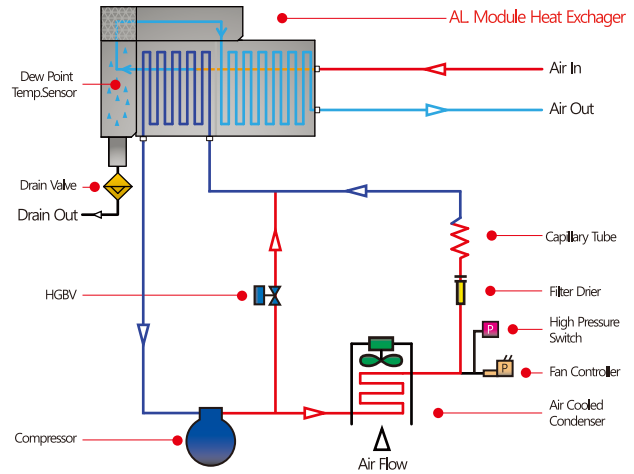 AL. Module Heat Exchager
Air In
Air Out
Dew Point
Temp.Sensor
Drain Valve
Drain Out
HGBV
Compressor
Capillary Tube
Filter Drier
P
High Pressure
Switch
P
Fan Controller
Air Cooled
Condenser
Air Flow